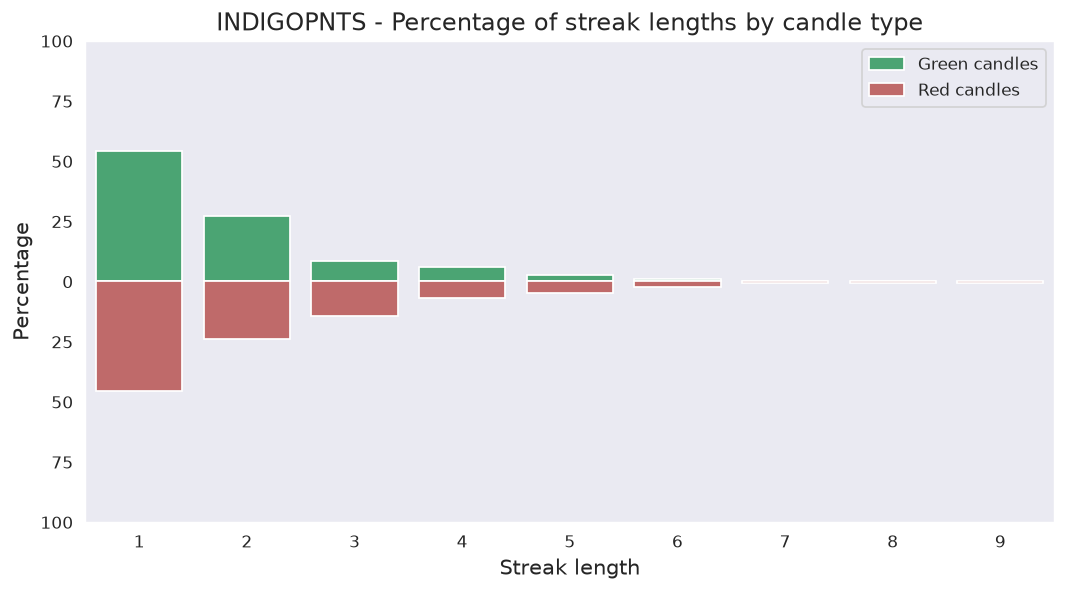 INDIGOPNTS - Percentage of streak lengths by candle type
100
75
50
25
0
25
50
75
100
Percentage
Green candles
Red candles
1 2 3 4 5 6 7 8 9
Streak length